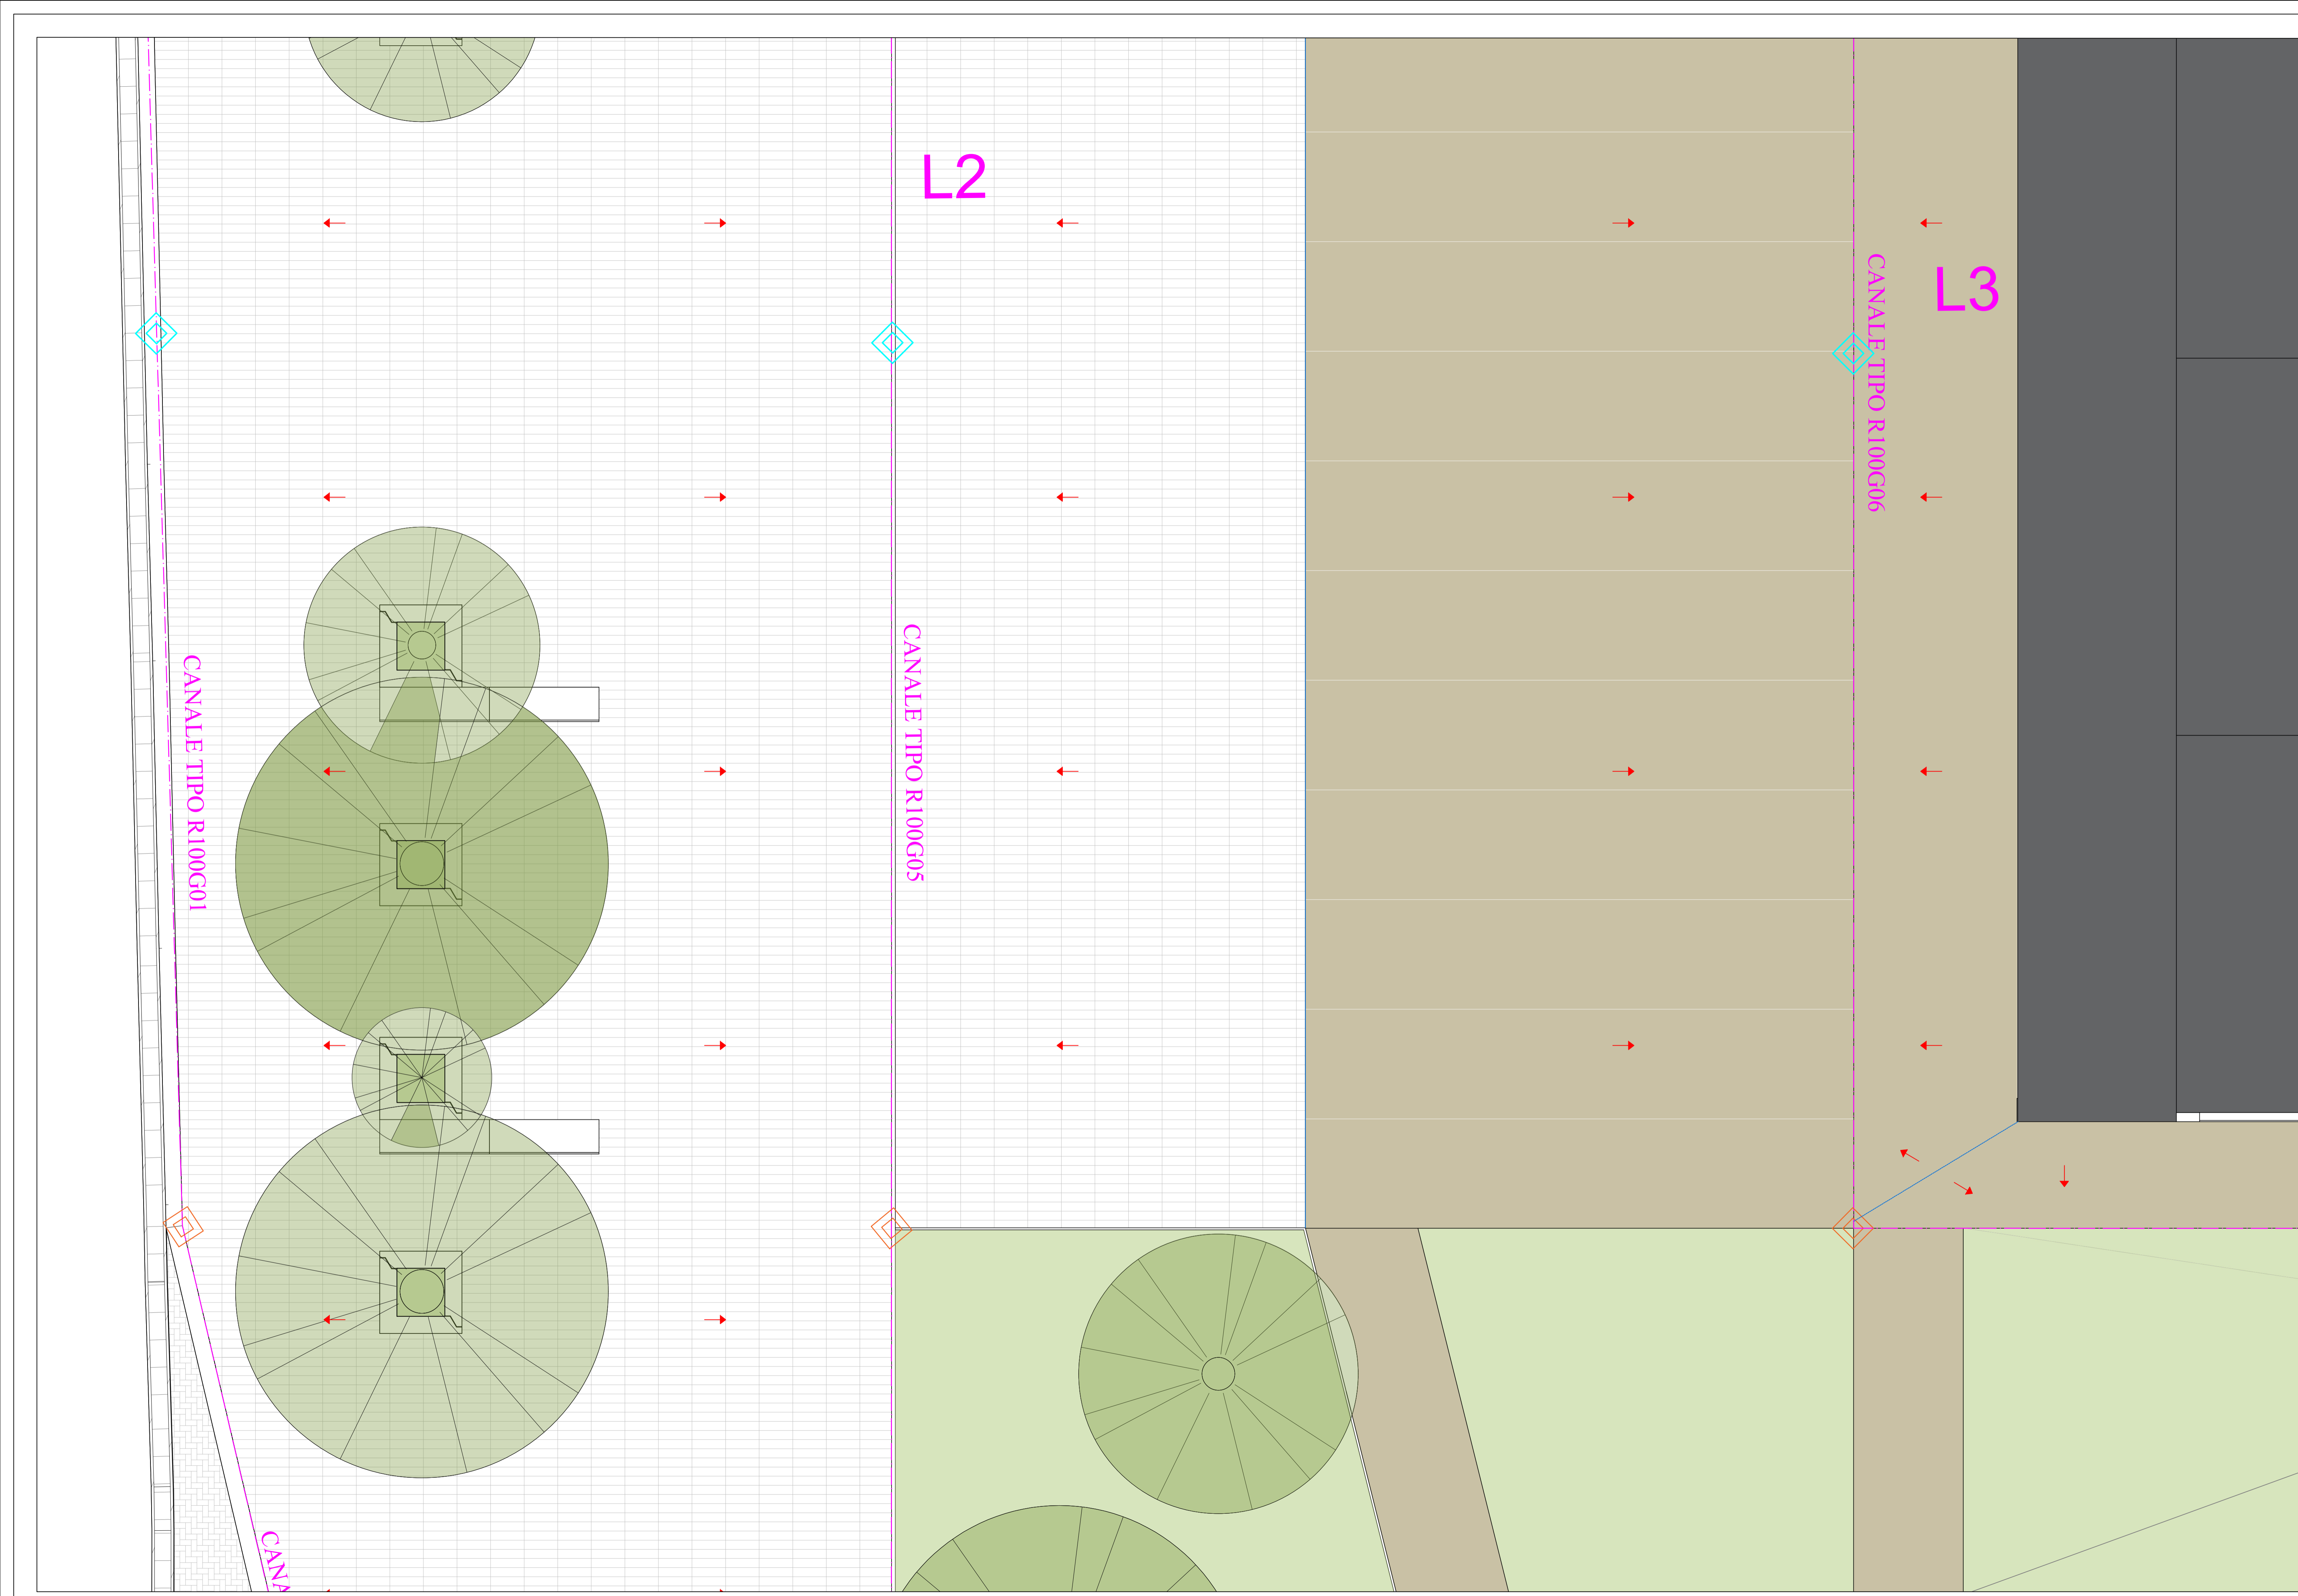 L2
L3
CANALE TIPO R100G06
CANALE TIPO R100G05
CANALE TIPO R100G01